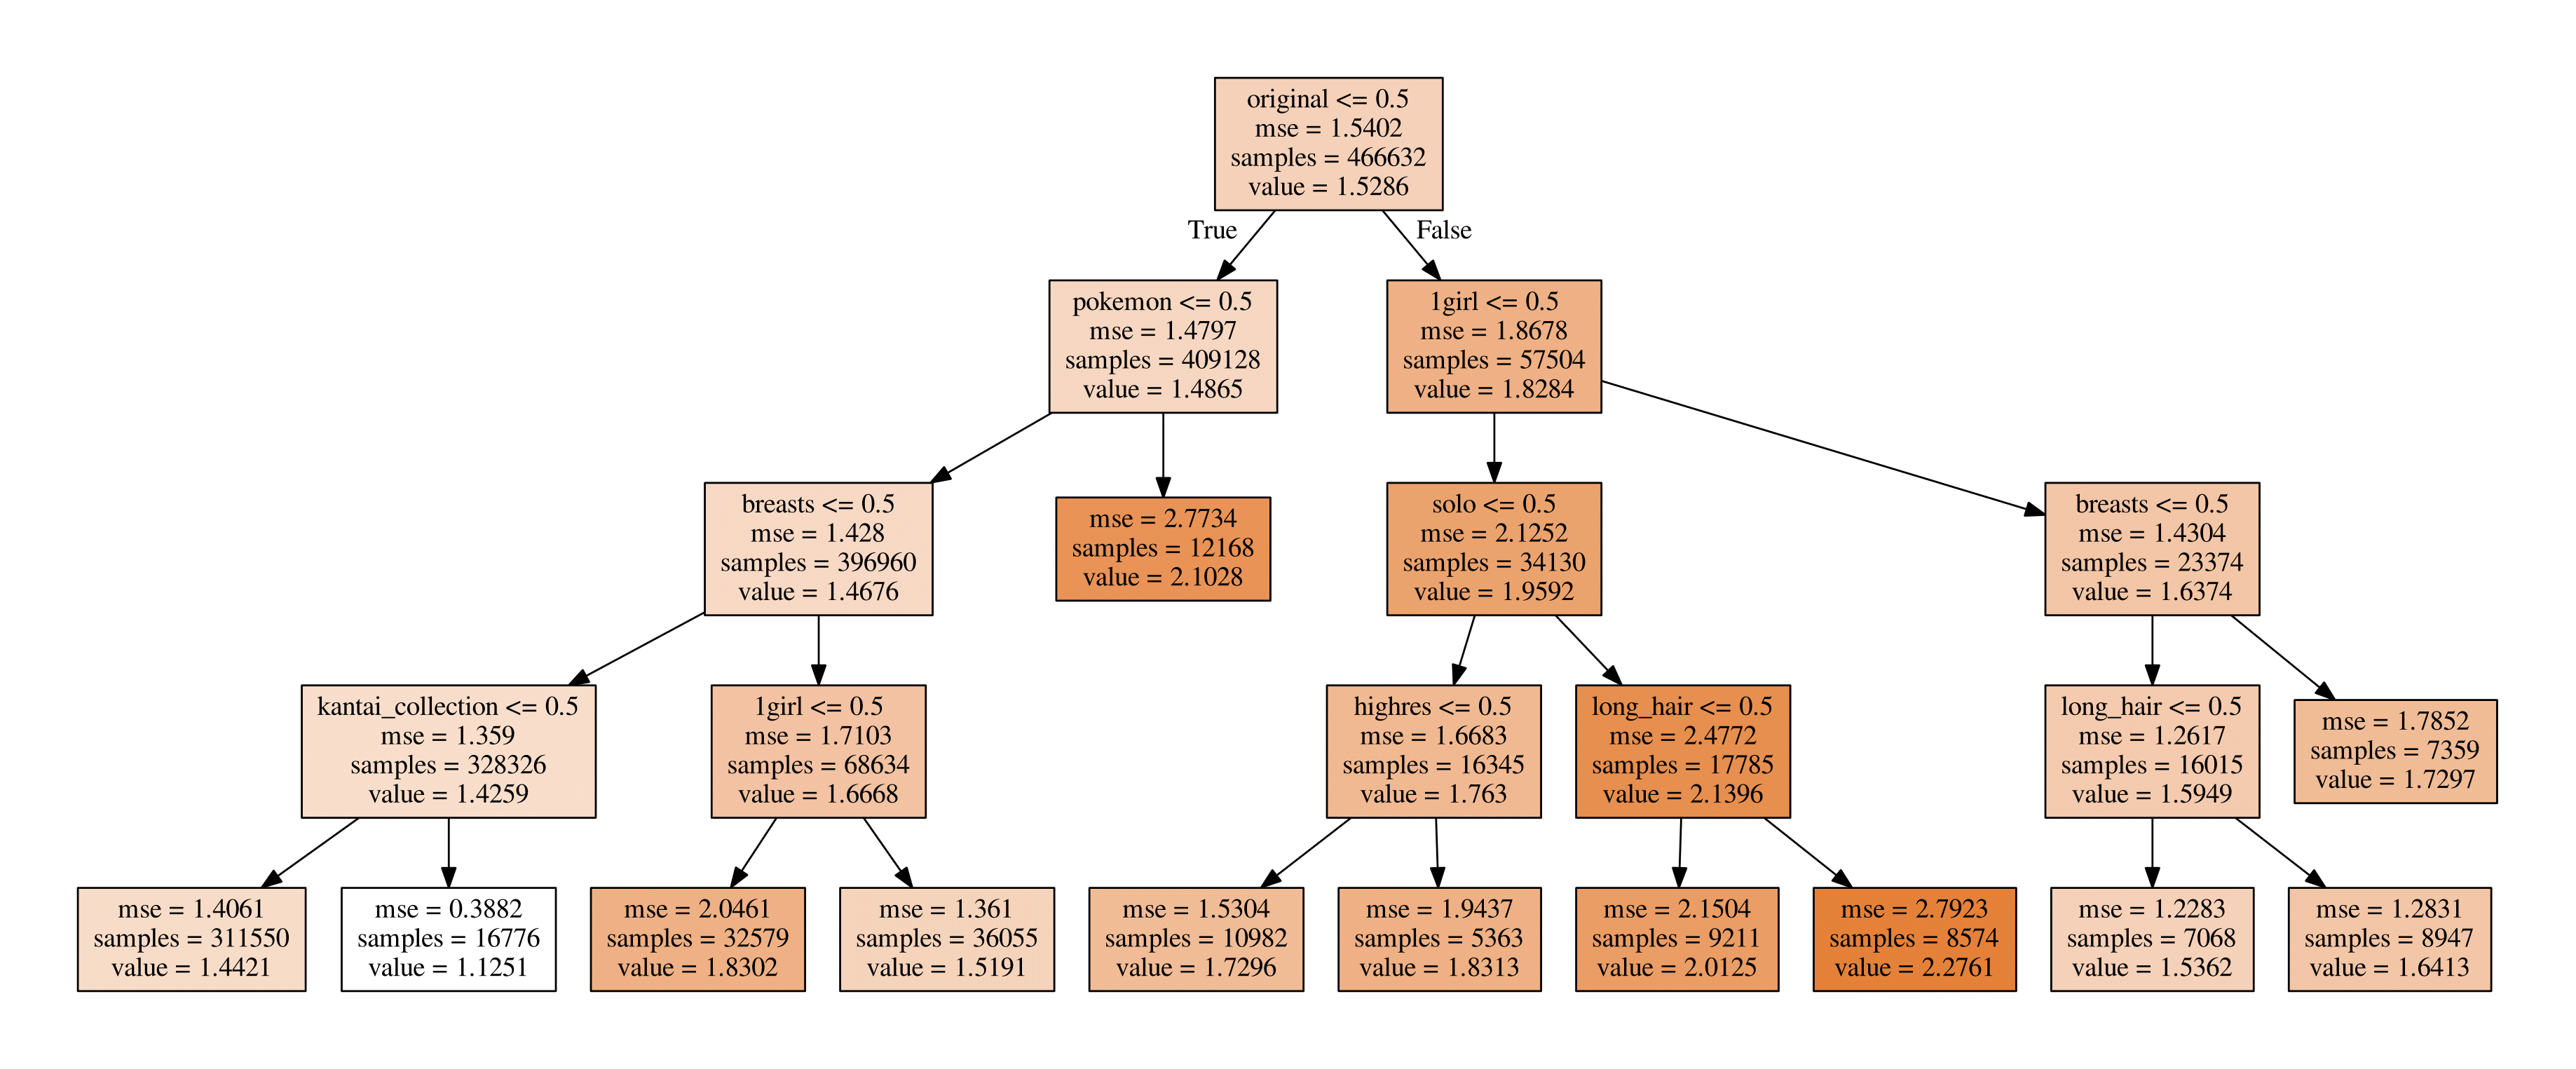 original <= 0.5
mse = 1.5402
samples = 466632
value = 1.5286
True
False
pokemon <= 0.5
mse = 1.4797
samples = 409128
value = 1.4865
1girl <= 0.5
mse = 1.8678
samples = 57504
value = 1.8284
breasts <= 0.5
mse = 1.428
samples = 396960
value = 1.4676
mse = 2.7734
samples = 12168
value = 2.1028
solo <= 0.5
mse = 2.1252
samples = 34130
value = 1.9592
breasts <= 0.5
mse = 1.4304
samples = 23374
value = 1.6374
kantai_collection <= 0.5
mse = 1.359
samples = 328326
value = 1.4259
1girl <= 0.5
mse = 1.7103
samples = 68634
value = 1.6668
highres <= 0.5
mse = 1.6683
samples = 16345
value = 1.763
long_hair <= 0.5
mse = 2.4772
samples = 17785
value = 2.1396
long_hair <= 0.5
mse = 1.2617
samples = 16015
value = 1.5949
mse = 1.7852
samples = 7359
value = 1.7297
mse = 1.4061
samples = 311550
value = 1.4421
mse = 0.3882
samples = 16776
value = 1.1251
mse = 2.0461
samples = 32579
value = 1.8302
mse = 1.361
samples = 36055
value = 1.5191
mse = 1.5304
samples = 10982
value = 1.7296
mse = 1.9437
samples = 5363
value = 1.8313
mse = 2.1504
samples = 9211
value = 2.0125
mse = 2.7923
samples = 8574
value = 2.2761
mse = 1.2283
samples = 7068
value = 1.5362
mse = 1.2831
samples = 8947
value = 1.6413